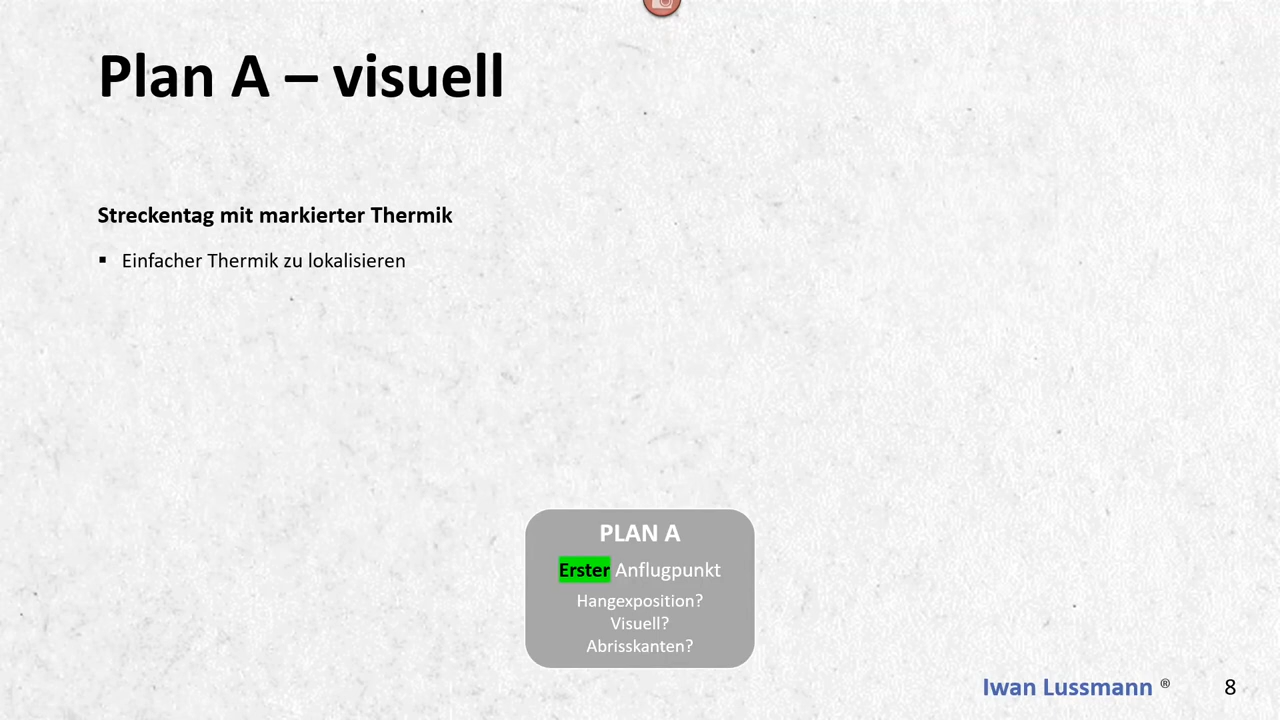 Plan A – visuell
Streckentag mit markierter Thermik
▪ Einfacher Thermik zu lokalisieren
PLAN A
Erster Anflugpunkt
Hangexposition?
Visuell?
Abrisskanten?
Iwan Lussmann ®
8